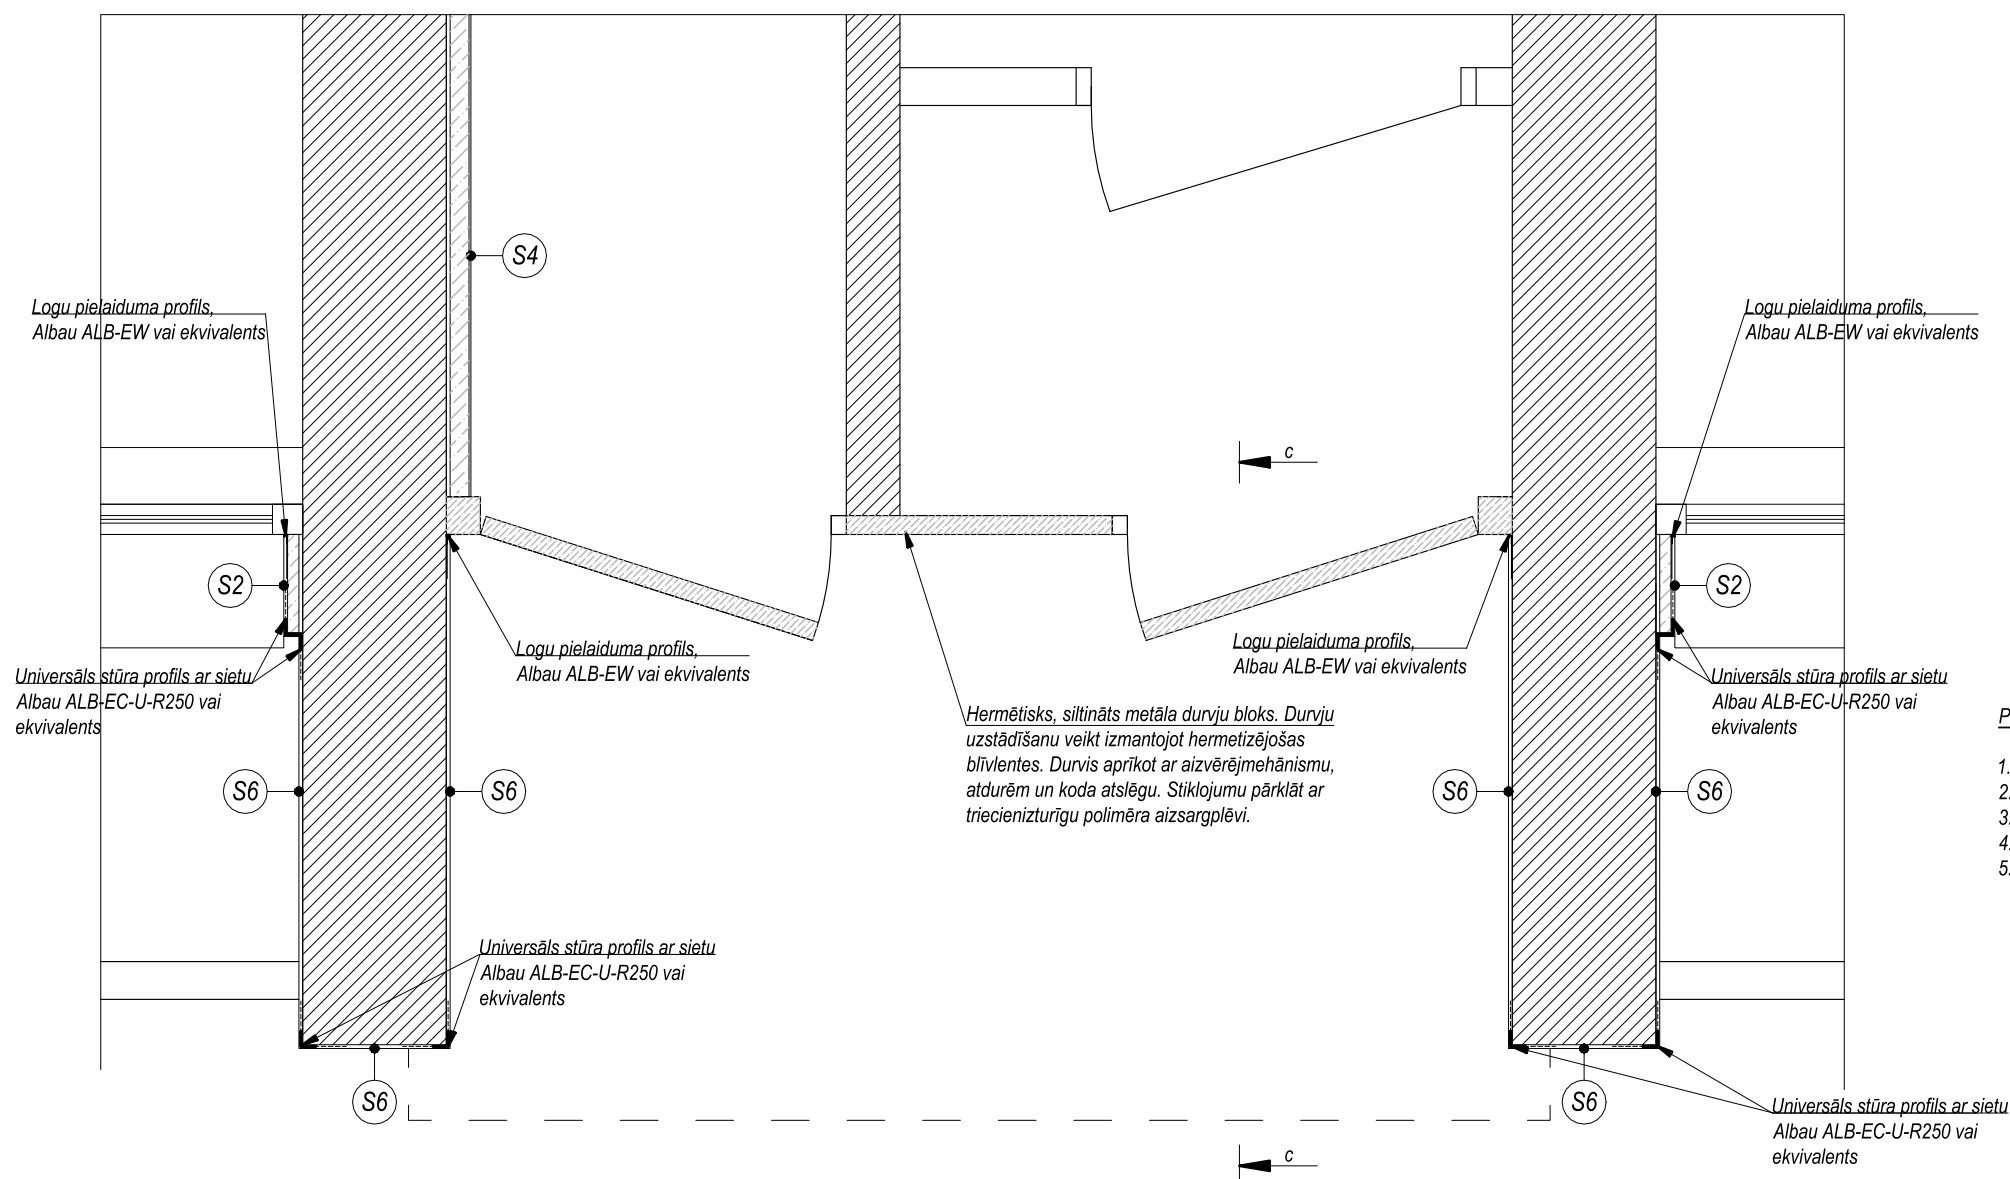 S4
Logu pielaiduma profils,
Albau ALB-EW vai ekvivalents
Logu pielaiduma profils,
Albau ALB-EW vai ekvivalents
c
S2
S2
Logu pielaiduma profils,
Albau ALB-EW vai ekvivalents
Logu pielaiduma profils,
Albau ALB-EW vai ekvivalents
Universāls stūra profils ar sietu
Albau ALB-EC-U-R250 vai
ekvivalents
Universāls stūra profils ar sietu
Albau ALB-EC-U-R250 vai
ekvivalents
Hermētisks, siltināts metāla durvju bloks. Durvju
uzstādīšanu veikt izmantojot hermetizējošas
blīvlentes. Durvis aprīkot ar aizvērējmehānismu,
atdurēm un koda atslēgu. Stiklojumu pārklāt ar
triecienizturīgu polimēra aizsargplēvi.
P
1.
2.
3.
4.
5.
S6
S6
S6
S6
Universāls stūra profils ar sietu
Albau ALB-EC-U-R250 vai
ekvivalents
S6
S6
Universāls stūra profils ar sietu
Albau ALB-EC-U-R250 vai
ekvivalents
c